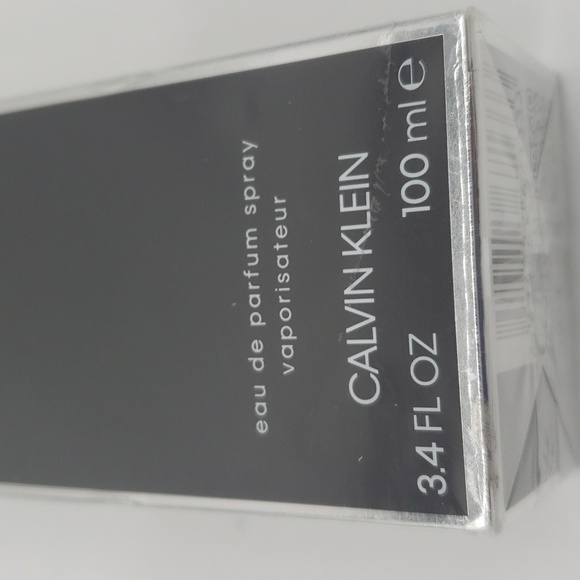 eau de parfum spray
vaporisateur
CALVIN KLEIN
3.4 FL OZ 100 ml e